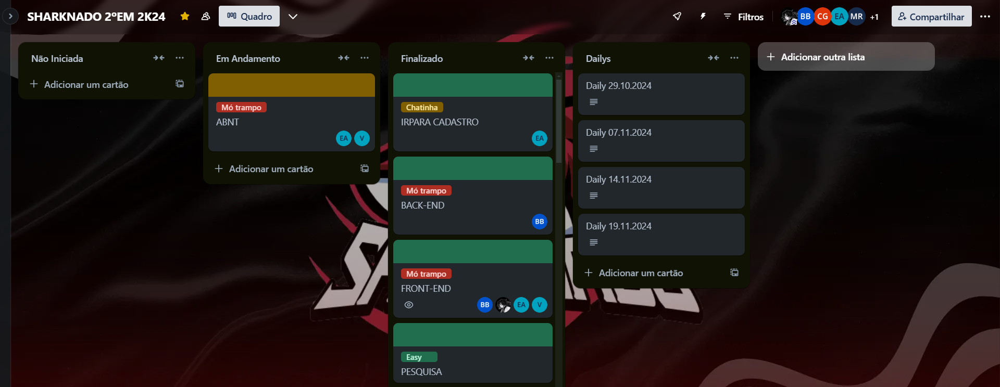 SHARKNADO 2ºEM 2K24
Quadro
Filtros
BB
CG
EA
MR
+1
Compartilhar
Não Iniciada
Adicionar um cartão
Em Andamento
Mó trampo
ABNT
EA
V
Adicionar um cartão
Finalizado
Chatinha
IRPARA CADASTRO
EA
Mó trampo
BACK-END
BB
Mó trampo
FRONT-END
BB
EA
V
Easy
PESQUISA
Dailys
Daily 29.10.2024
Daily 07.11.2024
Daily 14.11.2024
Daily 19.11.2024
Adicionar um cartão
Adicionar outra lista